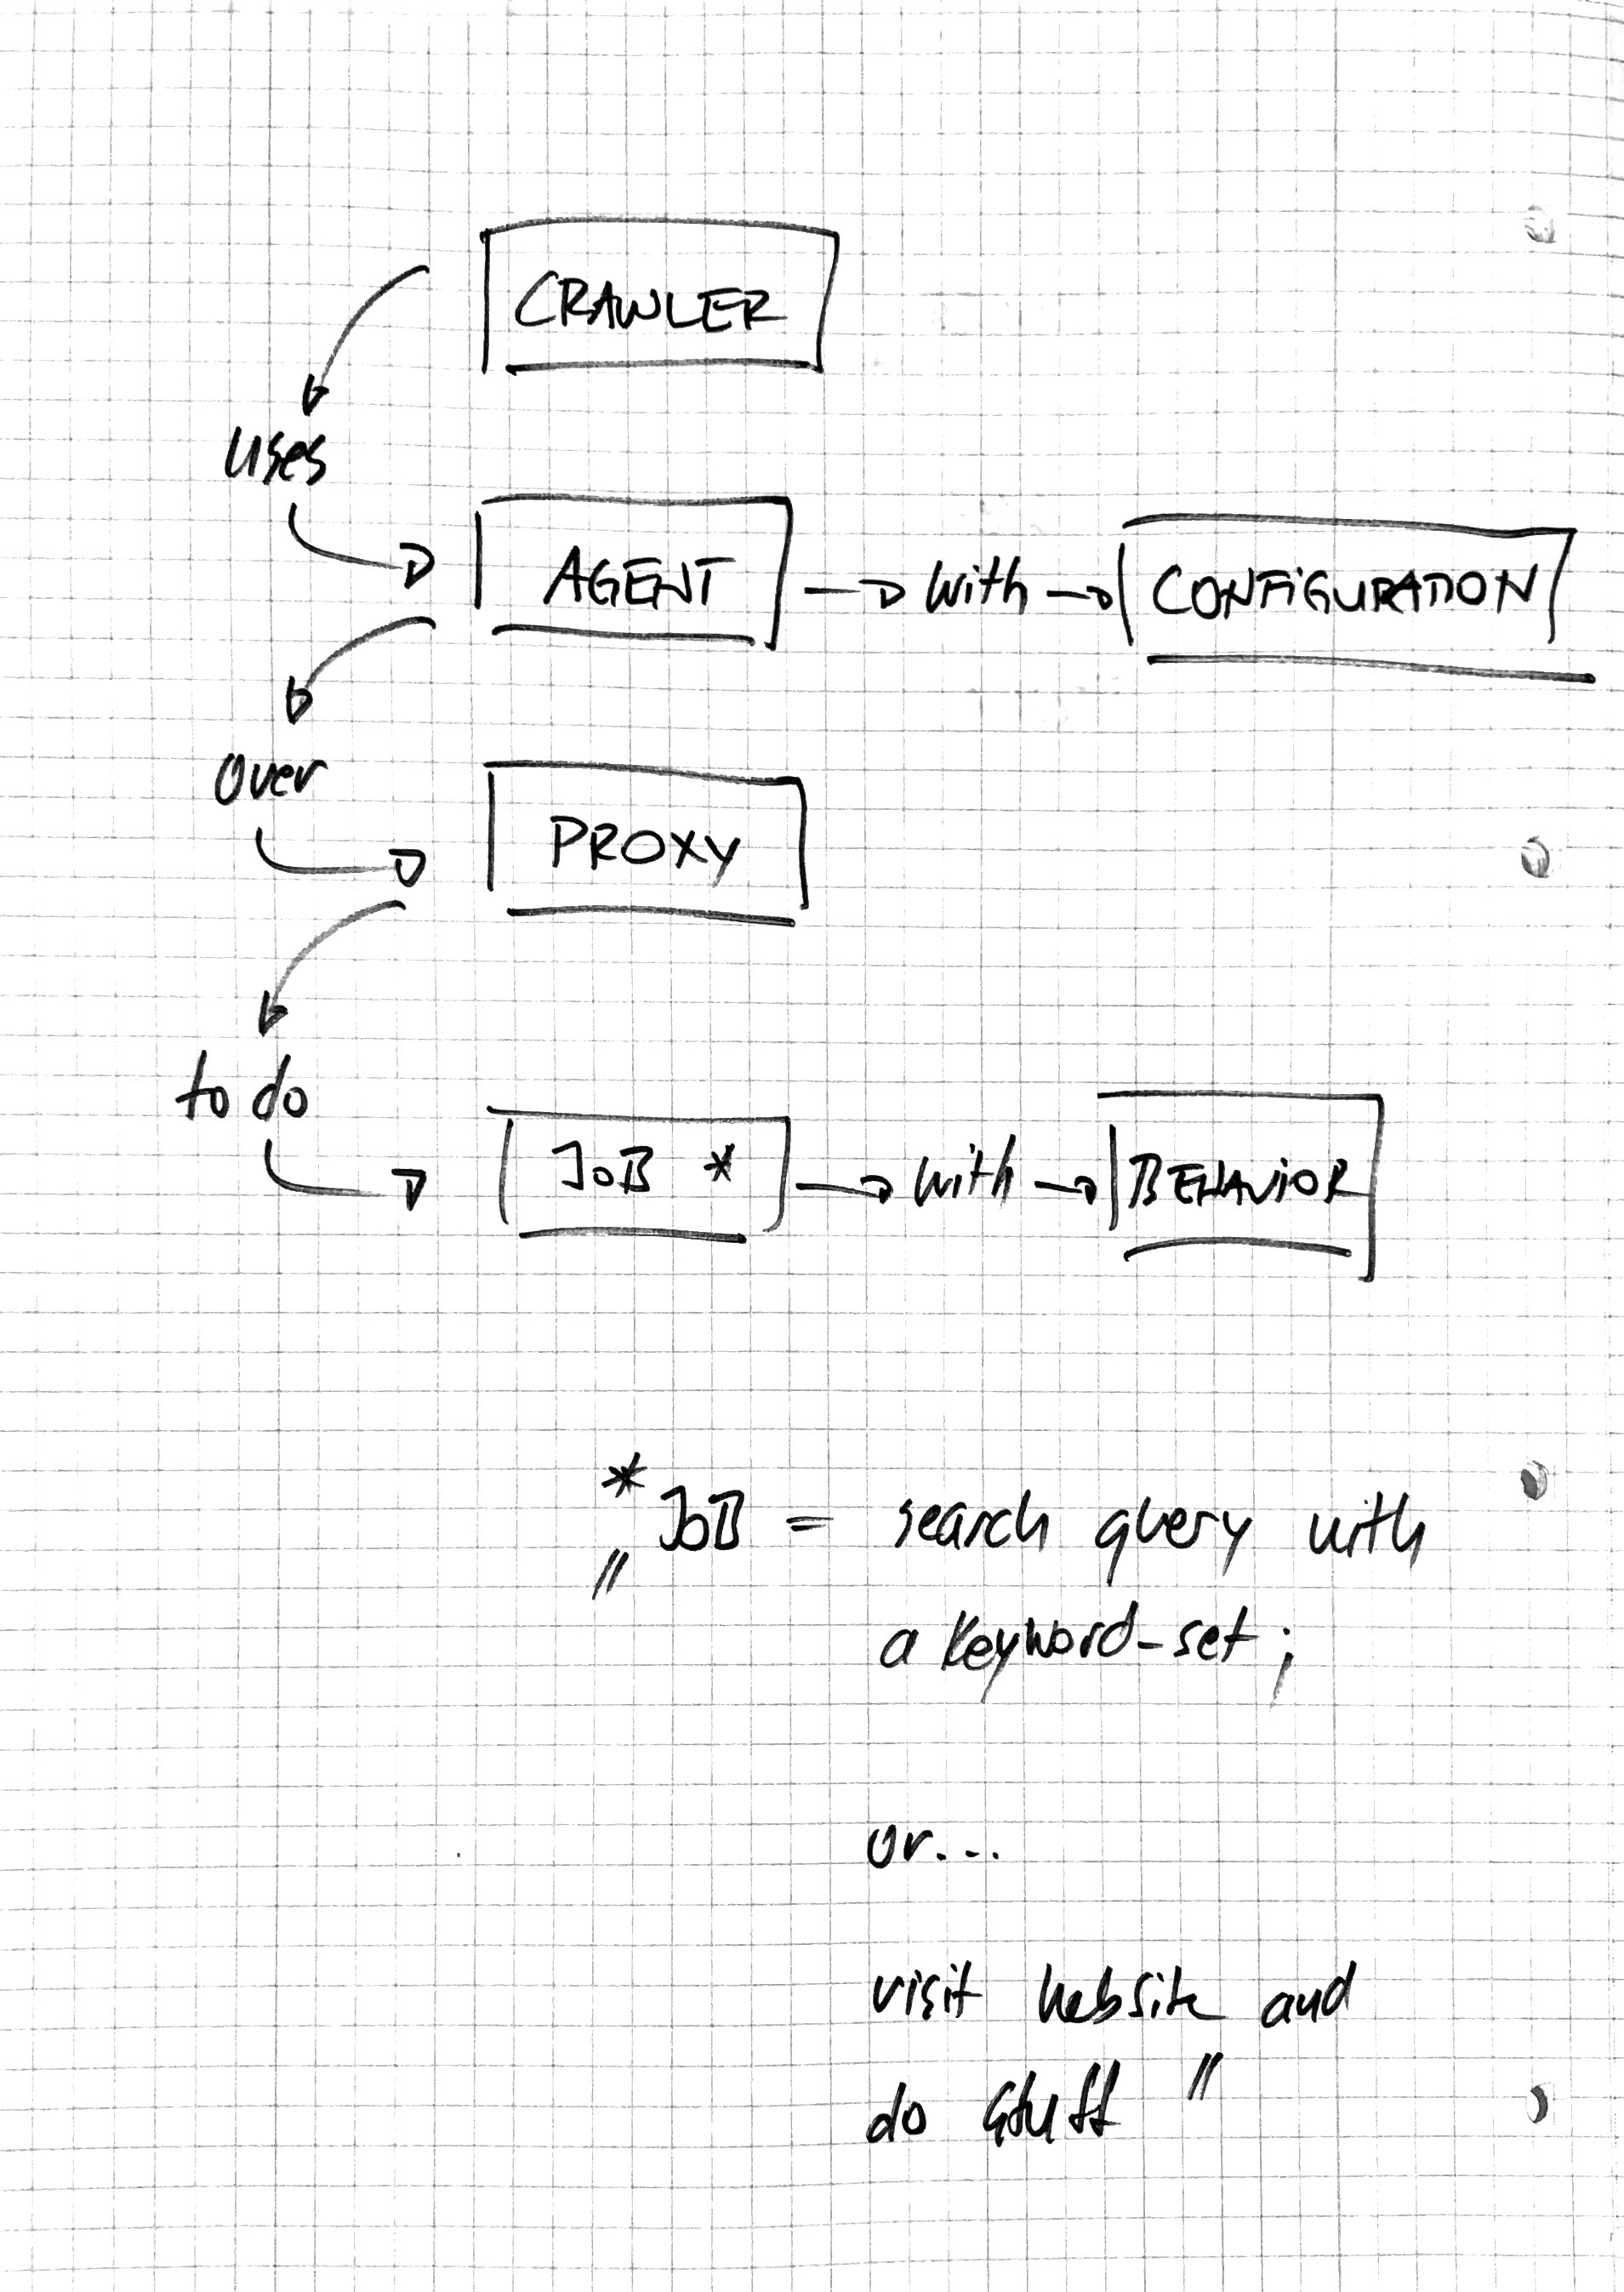 CRAWLER
uses
AGENT → with → CONFiGURATION
over
PROXY
to do
JOB * → with → BEHAViOR
* JOB = search query with
"
a keyword-set;
or...
visit website and
do stuff "